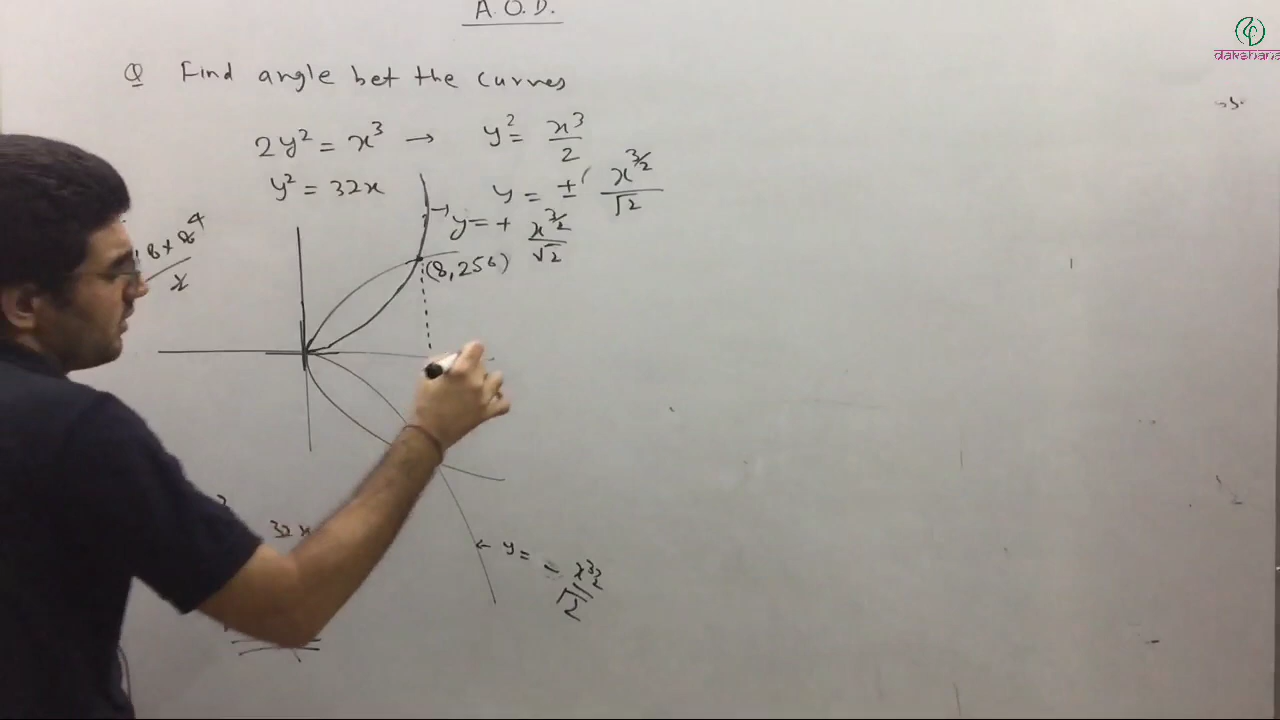 A.O.D.
dakshana
Q Find angle bet the curves
2y² = x³ → y² = x³/2
y² = 32x
y = ± x^3/2/√2
→ y = + x^3/2/√2
(8,256)
32x
← y = - x^3/2/√2